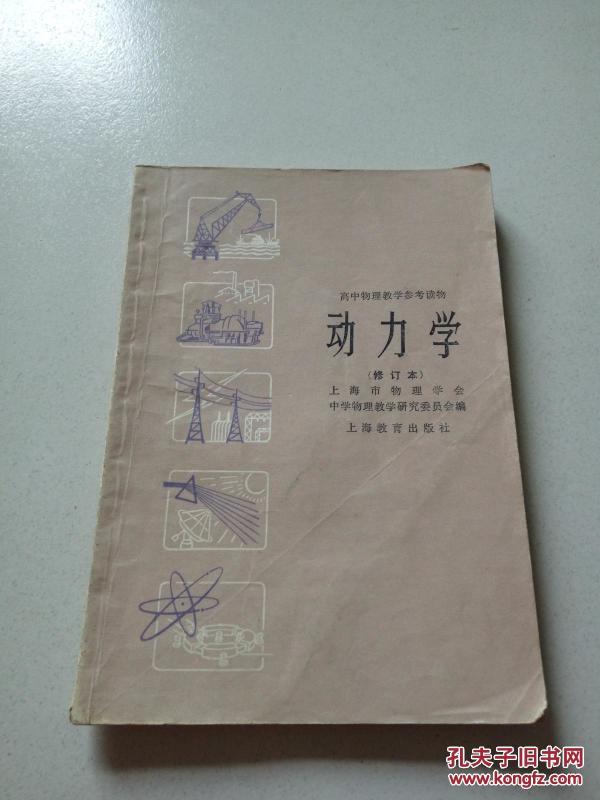 高中物理教学参考读物
动力学
(修订本)
上海市物理学会
中学物理教学研究委员会编
上海教育出版社
孔夫子旧书网
www.kongfz.com